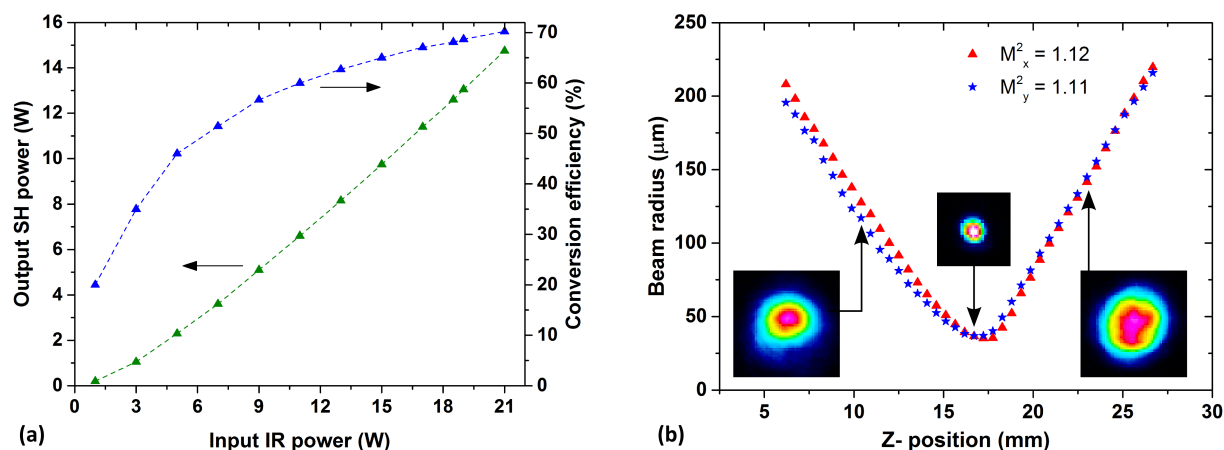 16
14
12
10
8
6
4
2
0
Output SH power (W)
70
60
50
40
30
20
10
0
Conversion efficiency (%)
0 3 6 9 12 15 18 21
Input IR power (W)
(a)
250
200
150
100
50
0
Beam radius (μm)
M²ₓ = 1.12
M²_y = 1.11
5 10 15 20 25 30
Z- position (mm)
(b)